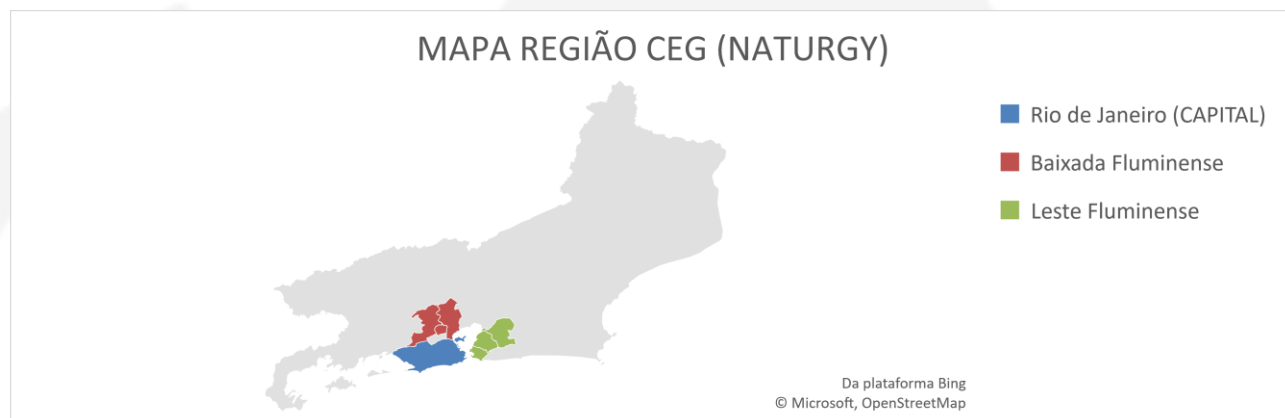 MAPA REGIÃO CEG (NATURGY)
Rio de Janeiro (CAPITAL)
Baixada Fluminense
Leste Fluminense
Da plataforma Bing
© Microsoft, OpenStreetMap